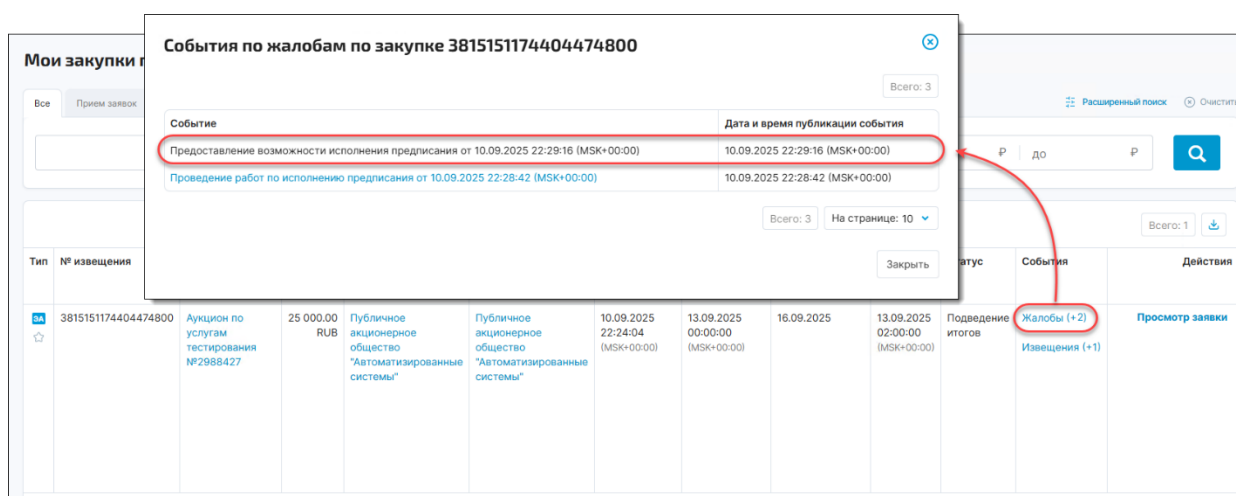 События по жалобам по закупке 3815151174404474800
Всего: 3
Событие Дата и время публикации события
Предоставление возможности исполнения предписания от 10.09.2025 22:29:16 (MSK+00:00) 10.09.2025 22:29:16 (MSK+00:00)
Проведение работ по исполнению предписания от 10.09.2025 22:28:42 (MSK+00:00) 10.09.2025 22:28:42 (MSK+00:00)
Всего: 3 На странице: 10
Закрыть
Мои закупки
Все Прием заявок Расширенный поиск Очистить
₽ до ₽
Всего: 1
Тип № извещения События Действия
ЗА 3815151174404474800 Аукцион по 25 000.00 Публичное Публичное 10.09.2025 13.09.2025 16.09.2025 13.09.2025 Подведение Жалобы (+2) Просмотр заявки
услугам RUB акционерное акционерное 22:24:04 00:00:00 02:00:00 итогов
тестирования общество общество (MSK+00:00) (MSK+00:00) (MSK+00:00) Извещения (+1)
№2988427 "Автоматизированные "Автоматизированные
системы" системы"